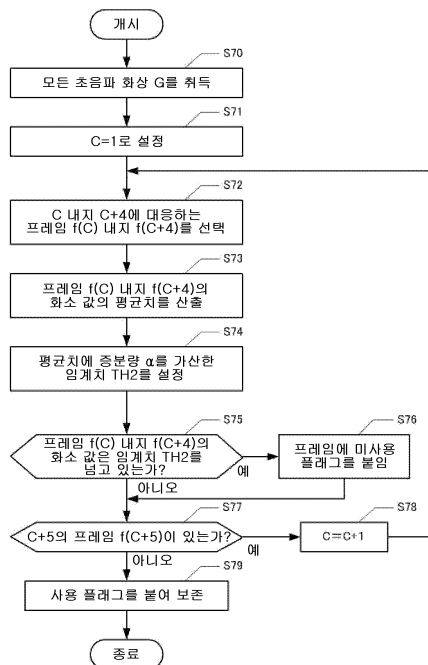 개시
S70
모든 초음파 화상 G를 취득
S71
C=1로 설정
S72
C 내지 C+4에 대응하는
프레임 f(C) 내지 f(C+4)를 선택
S73
프레임 f(C) 내지 f(C+4)의
화소 값의 평균치를 산출
S74
평균치에 증분량 α를 가산한
임계치 TH2를 설정
S75
프레임 f(C) 내지 f(C+4)의
화소 값은 임계치 TH2를
넘고 있는가?
예
아니오
S76
프레임에 미사용
플래그를 붙임
S77
C+5의 프레임 f(C+5)이 있는가?
예
아니오
S78
C=C+1
S79
사용 플래그를 붙여 보존
종료